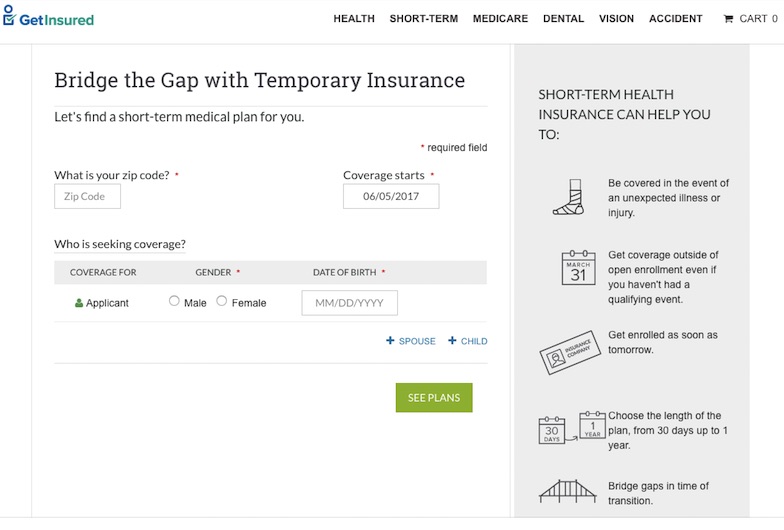 GetInsured
HEALTH SHORT-TERM MEDICARE DENTAL VISION ACCIDENT CART 0
Bridge the Gap with Temporary Insurance
Let's find a short-term medical plan for you.
* required field
What is your zip code? *
Zip Code
Coverage starts *
06/05/2017
Who is seeking coverage?
COVERAGE FOR GENDER * DATE OF BIRTH *
Applicant Male Female MM/DD/YYYY
+ SPOUSE + CHILD
SEE PLANS
SHORT-TERM HEALTH
INSURANCE CAN HELP YOU
TO:
Be covered in the event of
an unexpected illness or
injury.
MARCH
31
Get coverage outside of
open enrollment even if
you haven't had a
qualifying event.
INSURANCE
COMPANY
Get enrolled as soon as
tomorrow.
30
DAYS
1
YEAR
Choose the length of the
plan, from 30 days up to 1
year.
Bridge gaps in time of
transition.